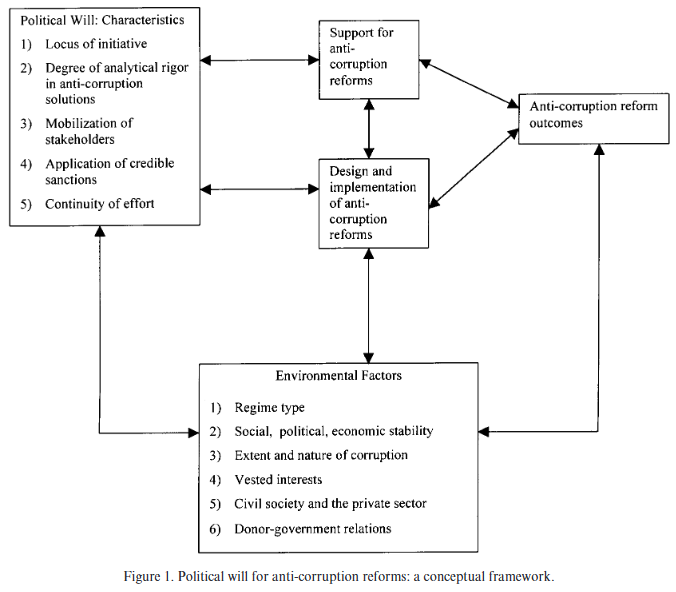 Political Will: Characteristics
1) Locus of initiative
2) Degree of analytical rigor
in anti-corruption
solutions
3) Mobilization of
stakeholders
4) Application of credible
sanctions
5) Continuity of effort
Support for
anti-
corruption
reforms
Anti-corruption reform
outcomes
Design and
implementation
of anti-
corruption
reforms
Environmental Factors
1) Regime type
2) Social, political, economic stability
3) Extent and nature of corruption
4) Vested interests
5) Civil society and the private sector
6) Donor-government relations
Figure 1. Political will for anti-corruption reforms: a conceptual framework.